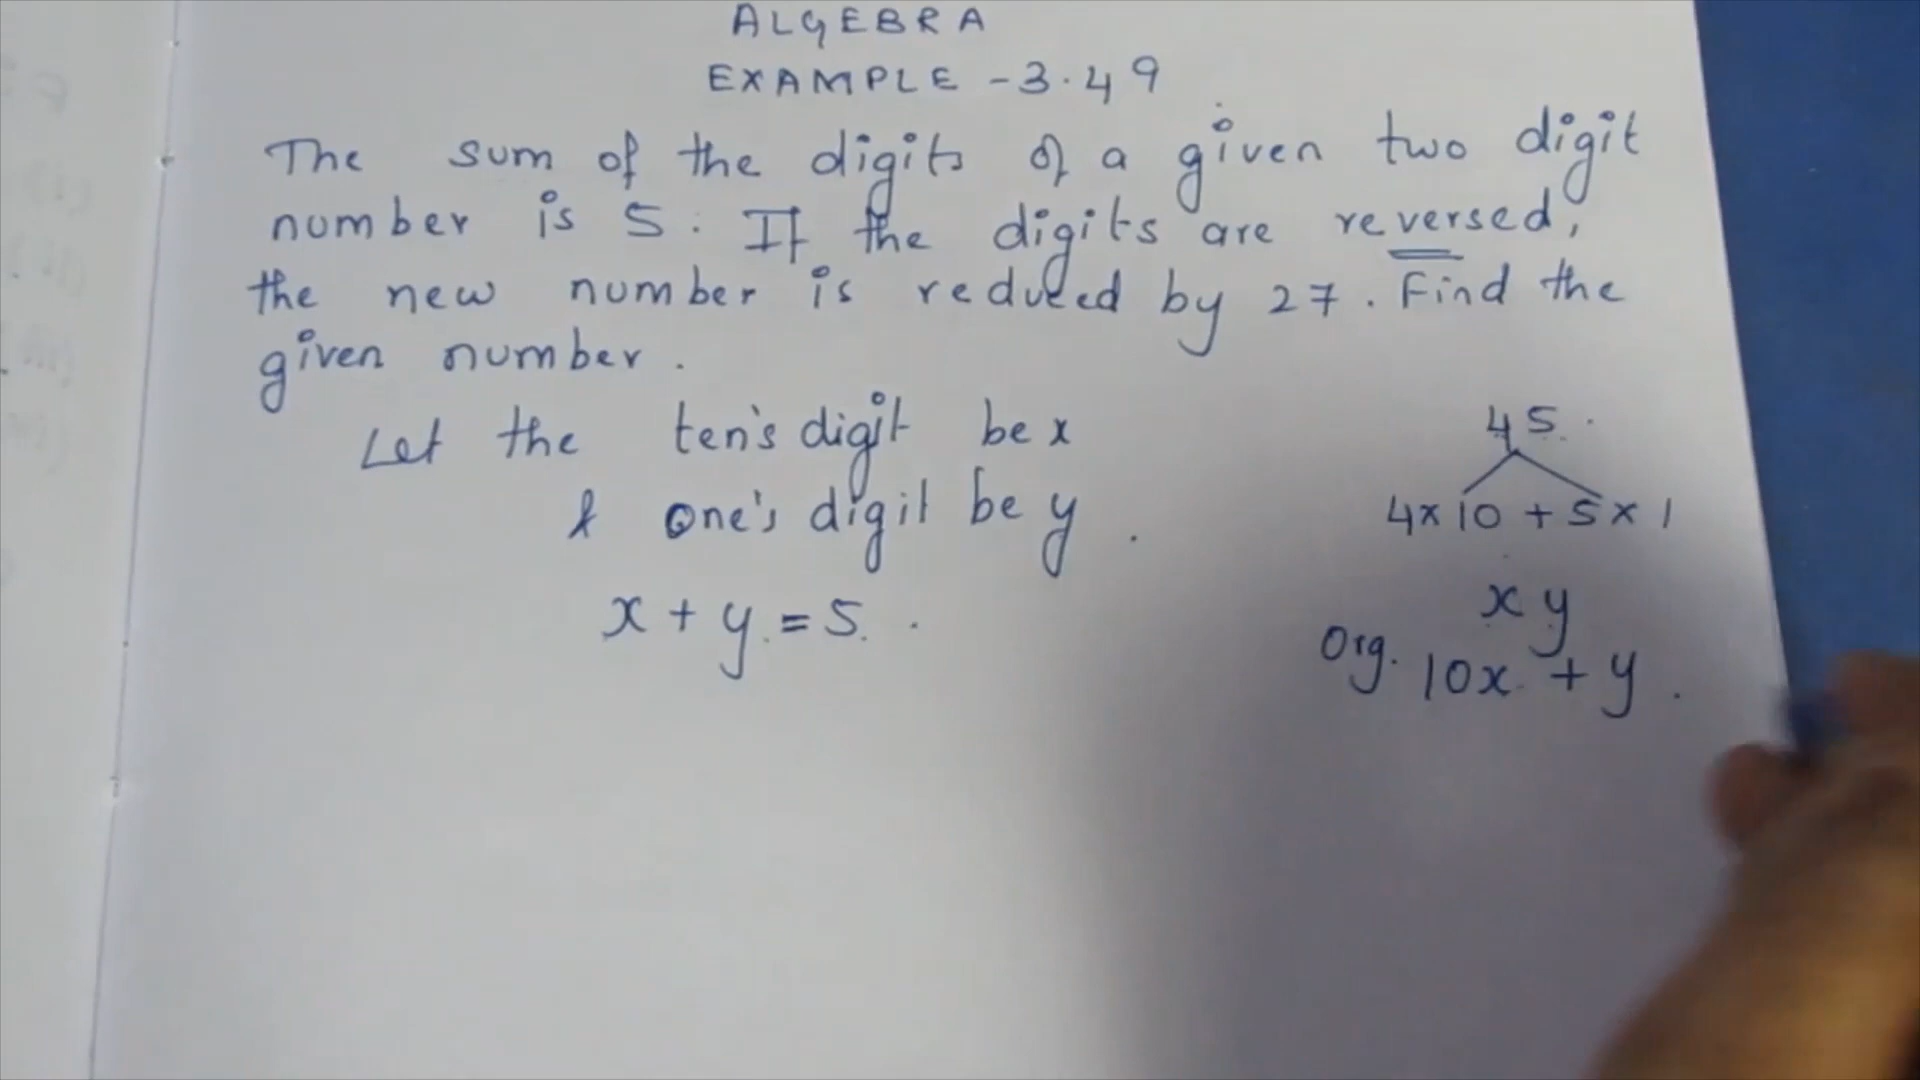 ALGEBRA
EXAMPLE - 3.49
The sum of the digits of a given two digit
number is 5. If the digits are reversed,
the new number is reduced by 27. Find the
given number.
Let the ten's digit be x
& one's digit be y.
x + y = 5.
45.
4x10 + 5x1
xy
Org. 10x + y.